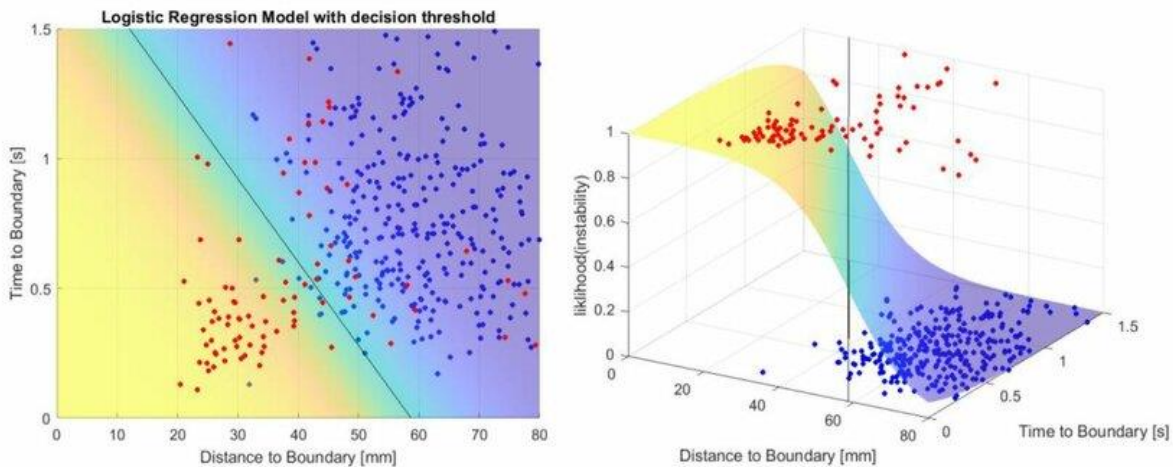 Logistic Regression Model with decision threshold
1.5
1
0.5
0
Time to Boundary [s]
0 10 20 30 40 50 60 70 80
Distance to Boundary [mm]
1
0.8
0.6
0.4
0.2
0
liklihood(instability)
0
20
40
60
80
Distance to Boundary [mm]
0
0.5
1
1.5
Time to Boundary [s]